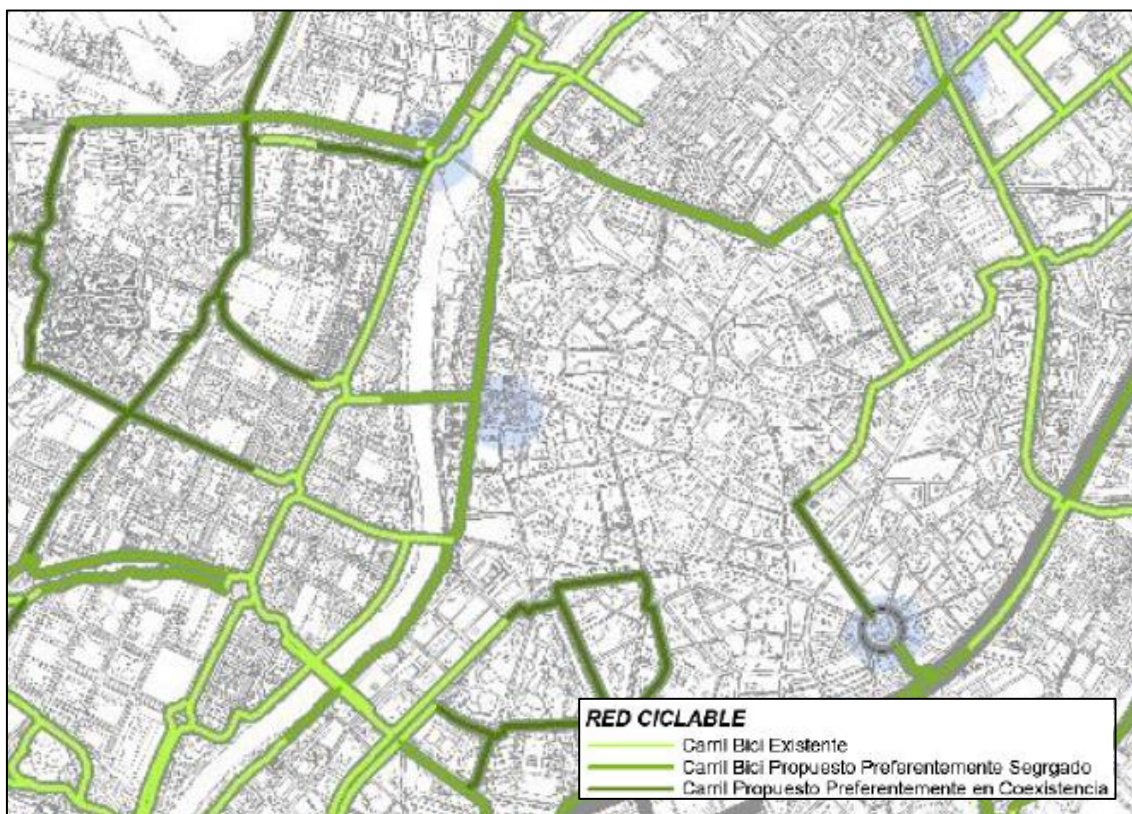 RED CICLABLE
Carril Bici Existente
Carril Bici Propuesto Preferentemente Segrgado
Carril Propuesto Preferentemente en Coexistencia